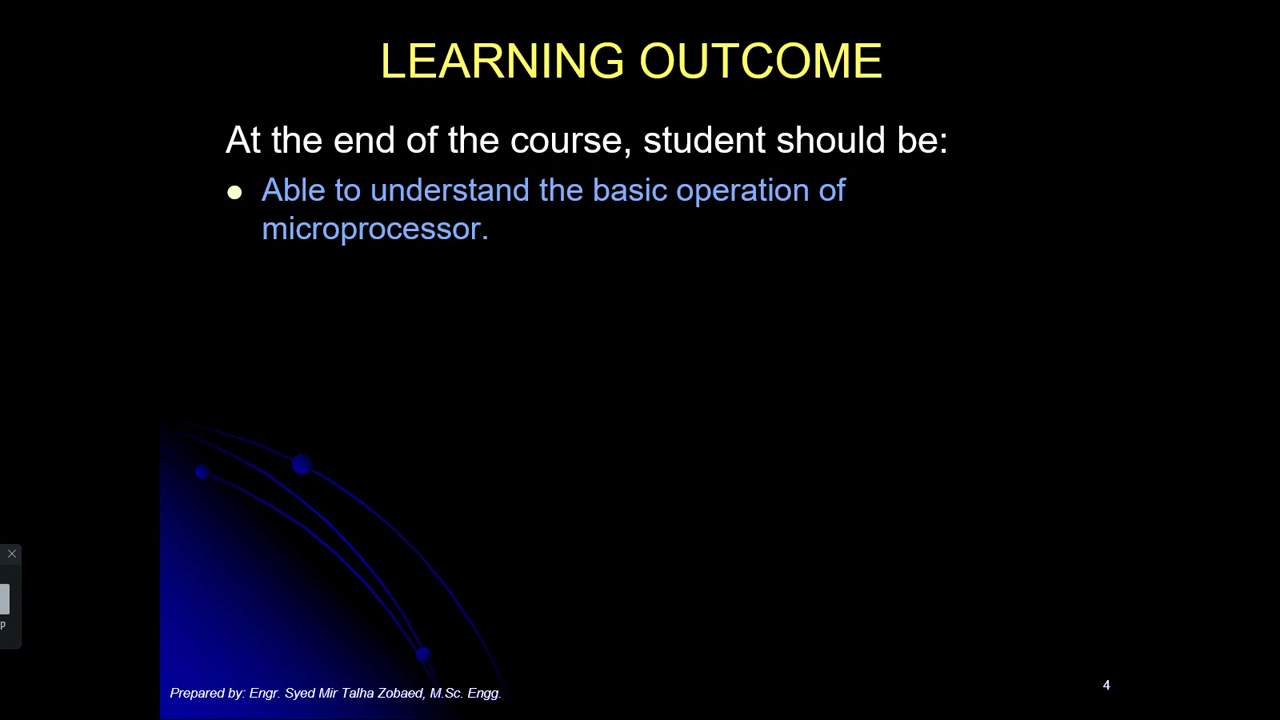 LEARNING OUTCOME
At the end of the course, student should be:
Able to understand the basic operation of
microprocessor.
p
Prepared by: Engr. Syed Mir Talha Zobaed, M.Sc. Engg.
4